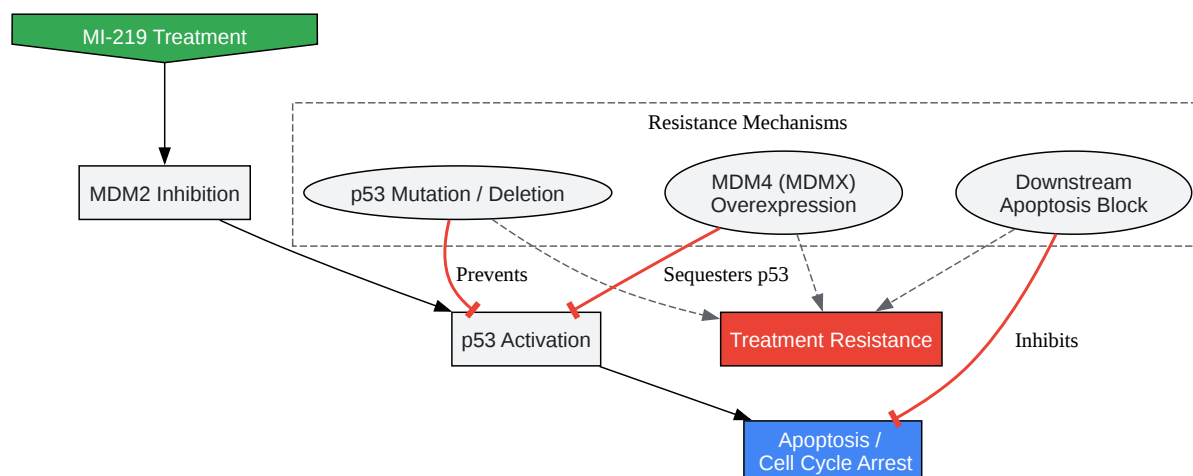 MI-219 Treatment
Resistance Mechanisms
MDM2 Inhibition
p53 Mutation / Deletion
MDM4 (MDMX)
Overexpression
Downstream
Apoptosis Block
Prevents
Sequesters p53
p53 Activation
Treatment Resistance
Inhibits
Apoptosis /
Cell Cycle Arrest